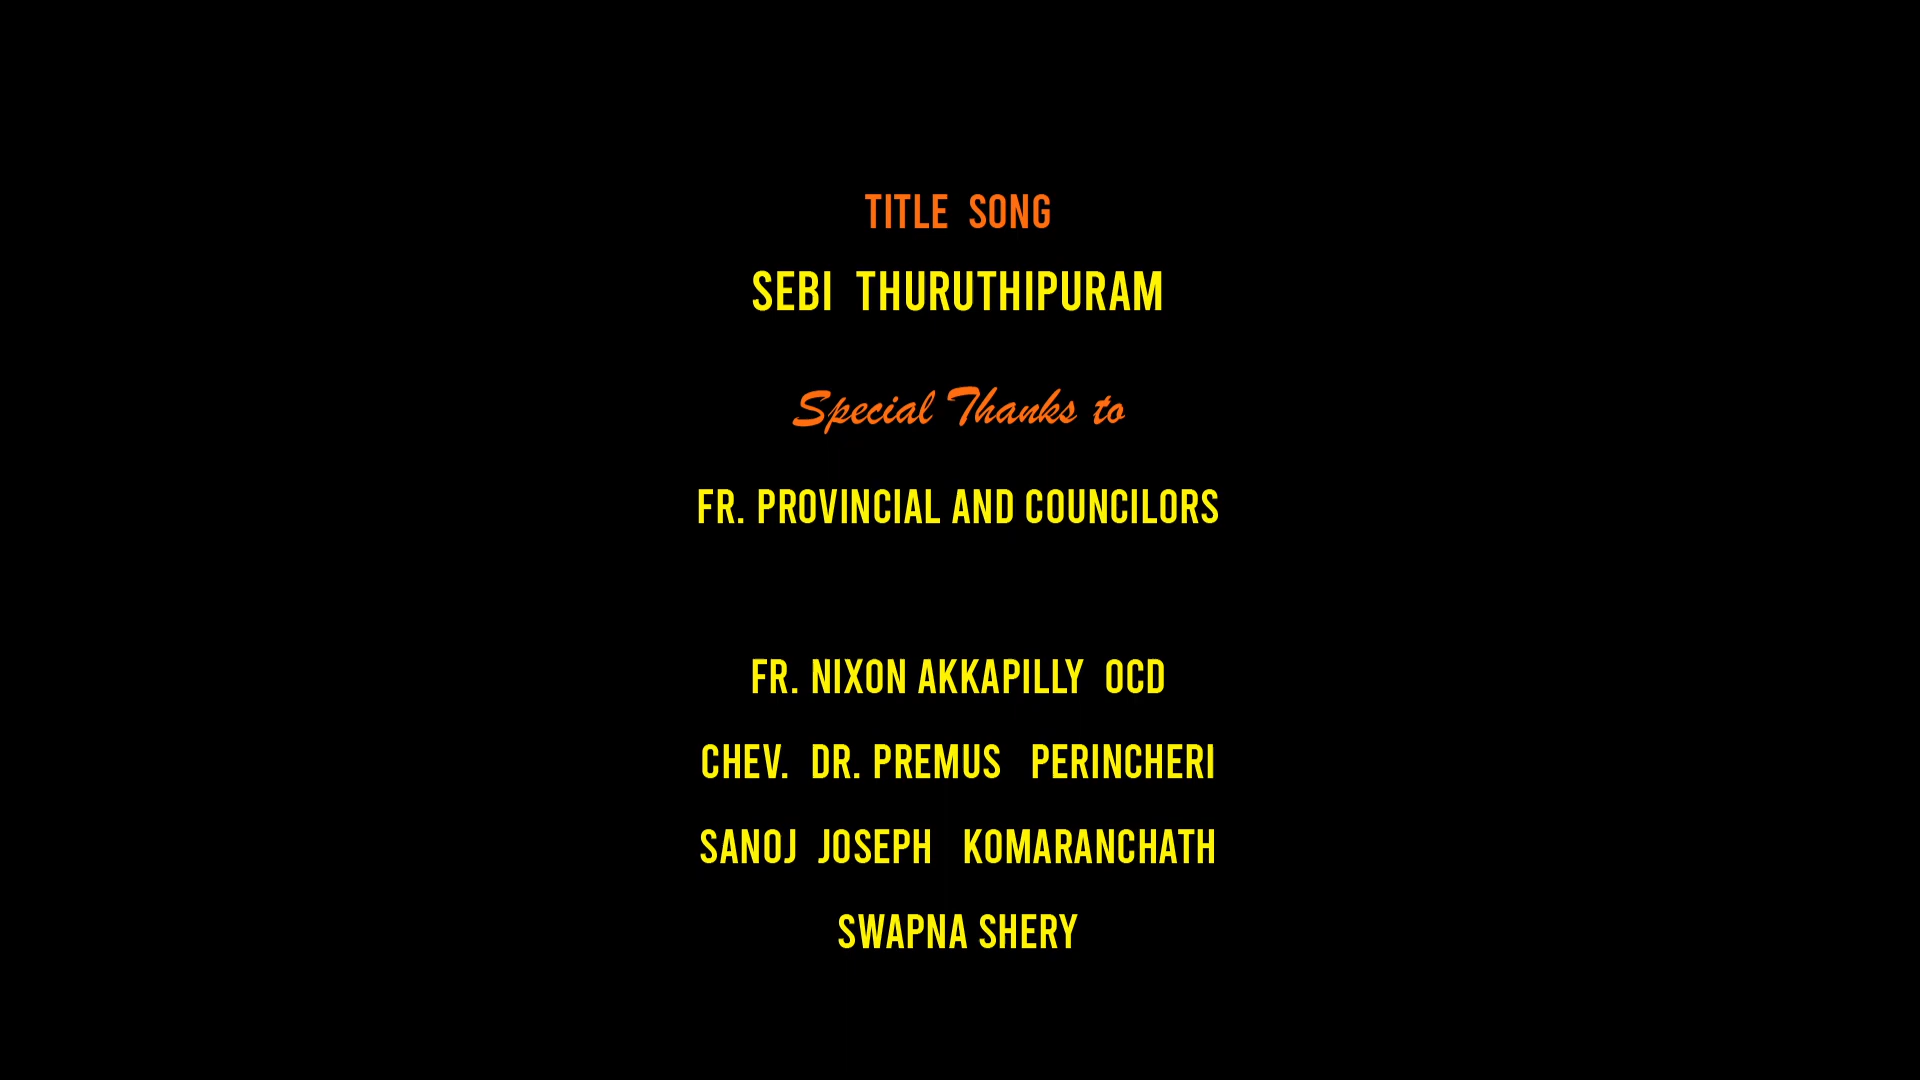 TITLE SONG
SEBI THURUTHIPURAM
Special Thanks to
FR. PROVINCIAL AND COUNCILORS
FR. NIXON AKKAPILLY OCD
CHEV. DR. PREMUS PERINCHERI
SANOJ JOSEPH KOMARANCHATH
SWAPNA SHERY